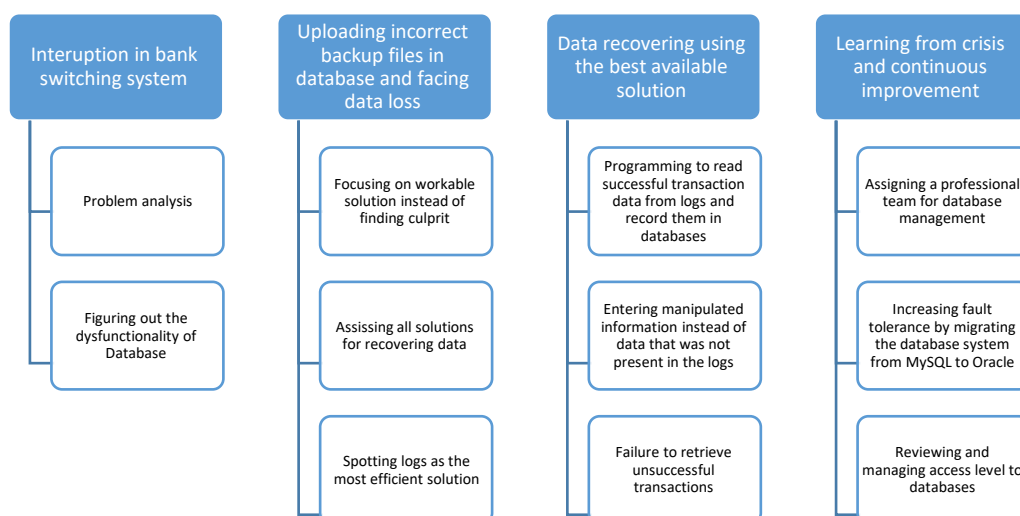 Interuption in bank
switching system
Problem analysis
Figuring out the
dysfunctionality of
Database
Uploading incorrect
backup files in
database and facing
data loss
Focusing on workable
solution instead of
finding culprit
Assessing all solutions
for recovering data
Spotting logs as the
most efficient solution
Data recovering using
the best available
solution
Programming to read
successful transaction
data from logs and
record them in
databases
Entering manipulated
information instead of
data that was not
present in the logs
Failure to retrieve
unsuccessful
transactions
Learning from crisis
and continuous
improvement
Assigning a professional
team for database
management
Increasing fault
tolerance by migrating
the database system
from MySQL to Oracle
Reviewing and
managing access level to
databases